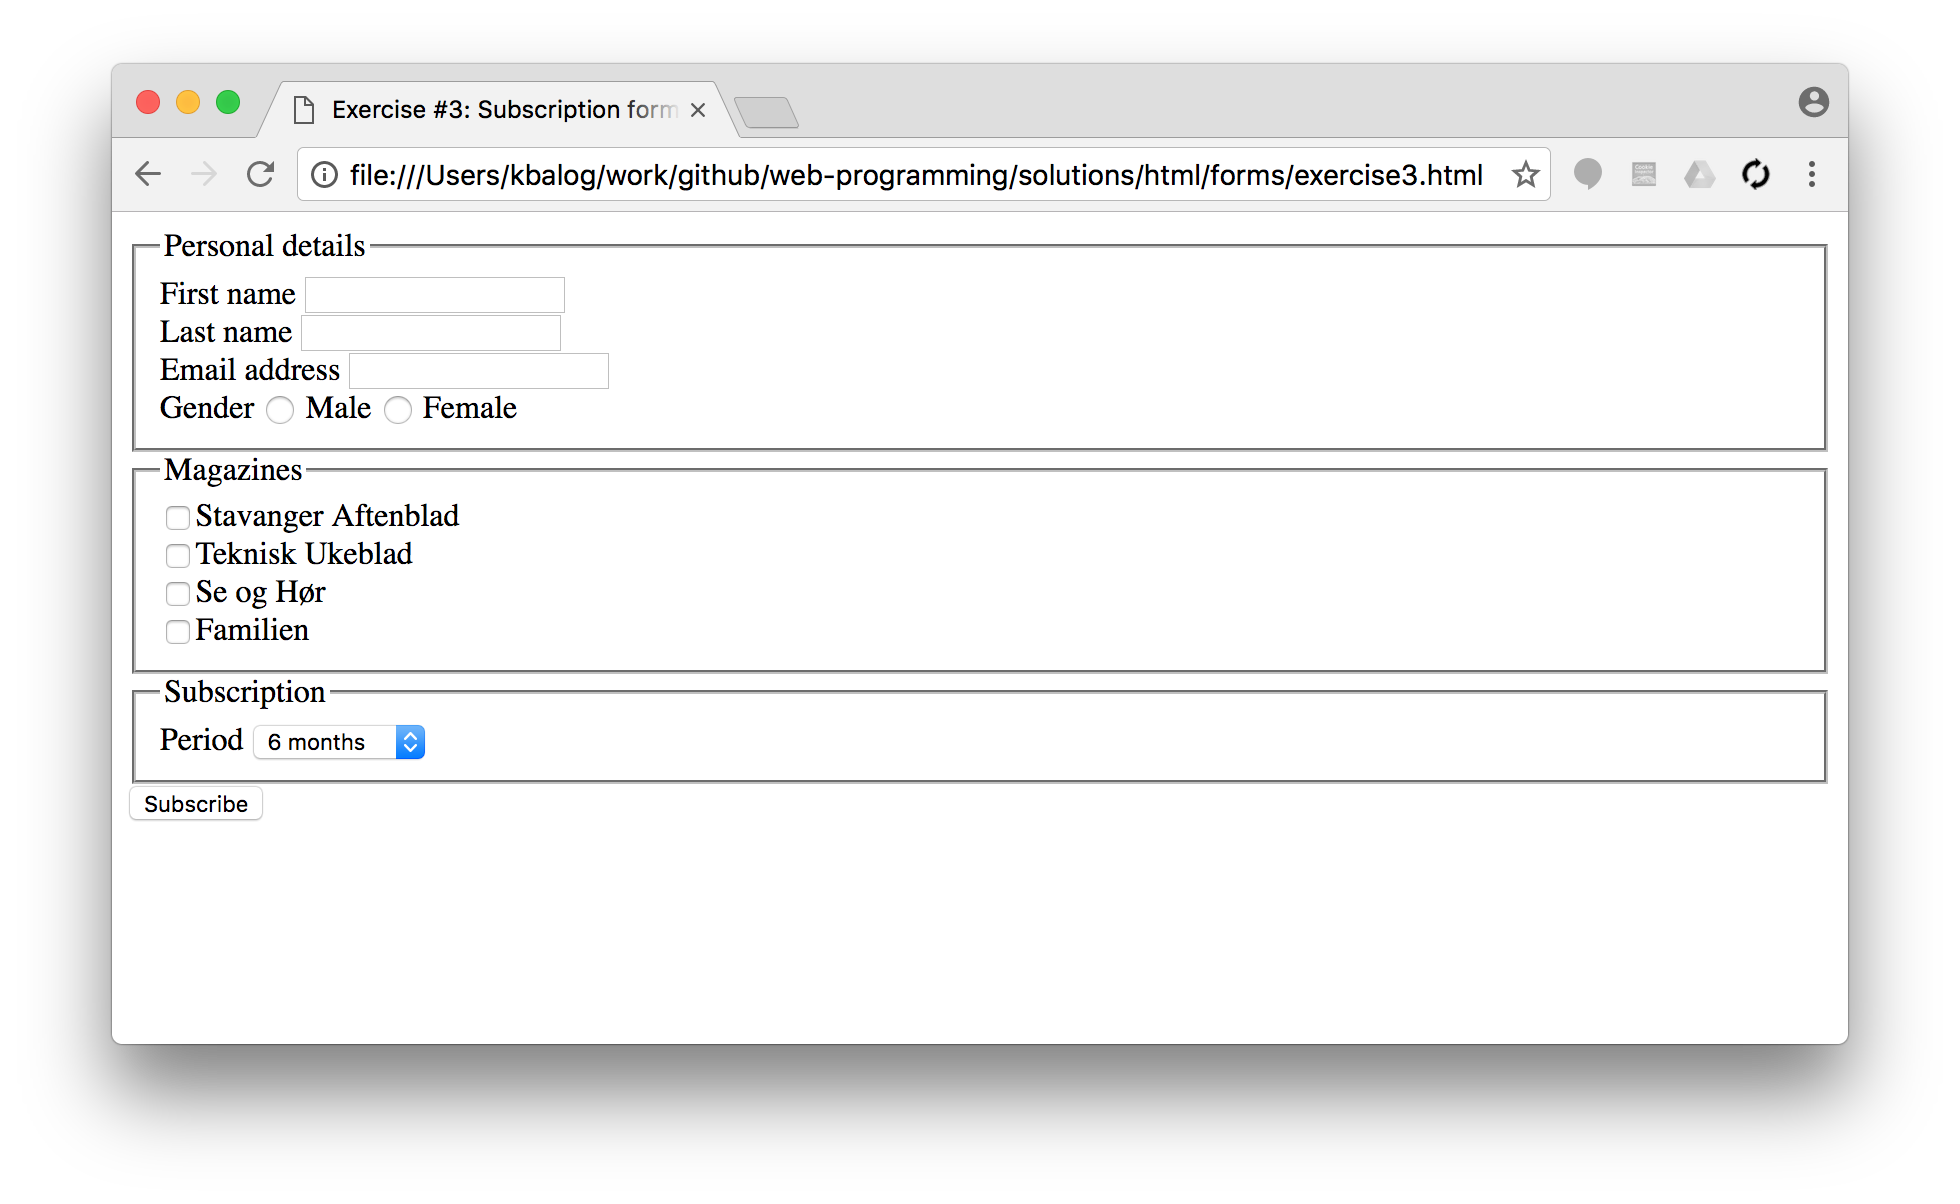 Exercise #3: Subscription form
file:///Users/kbalog/work/github/web-programming/solutions/html/forms/exercise3.html
Personal details
First name
Last name
Email address
Gender Male Female
Magazines
Stavanger Aftenblad
Teknisk Ukeblad
Se og Hør
Familien
Subscription
Period 6 months
Subscribe